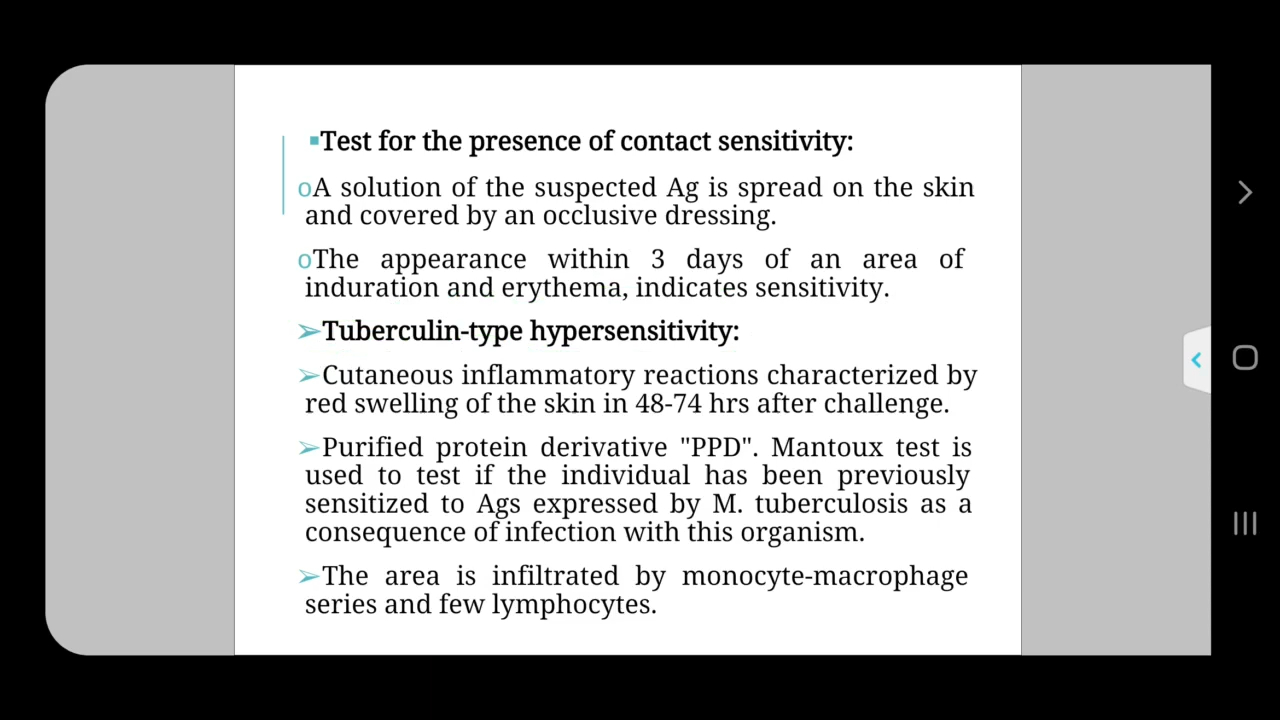 ▪Test for the presence of contact sensitivity:
oA solution of the suspected Ag is spread on the skin
and covered by an occlusive dressing.
oThe appearance within 3 days of an area of
induration and erythema, indicates sensitivity.
➢Tuberculin-type hypersensitivity:
➢Cutaneous inflammatory reactions characterized by
red swelling of the skin in 48-74 hrs after challenge.
➢Purified protein derivative "PPD". Mantoux test is
used to test if the individual has been previously
sensitized to Ags expressed by M. tuberculosis as a
consequence of infection with this organism.
➢The area is infiltrated by monocyte-macrophage
series and few lymphocytes.